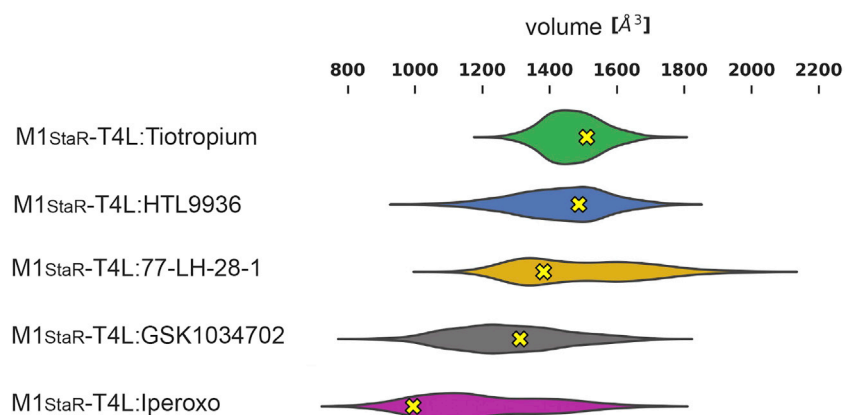 volume [Å³]
800 1000 1200 1400 1600 1800 2000 2200
M1StaR-T4L:Tiotropium
M1StaR-T4L:HTL9936
M1StaR-T4L:77-LH-28-1
M1StaR-T4L:GSK1034702
M1StaR-T4L:Iperoxo